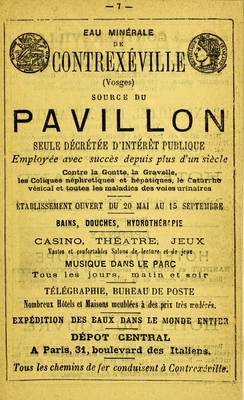 — 7 —
EAU MINÉRALE
DE
CONTREXÉVILLE
(Vosges)
SOURCE DU
PAVILLON
SEULE DÉCRÉTÉE D'INTÉRÊT PUBLIQUE
Employée avec succès depuis plus d'un siècle
Contre la Goutte, la Gravelle,
les Coliques néphretiques et hépatiques, le Catarrhe
vésical et toutes les maladies des voies urinaires
ÉTABLISSEMENT OUVERT DU 20 MAI AU 15 SEPTEMBRE
BAINS, DOUCHES, HYDROTHÉRAPIE
CASINO, THÉATRE, JEUX
Vastes et confortables Salons de lecture et de jeux
MUSIQUE DANS LE PARC
Tous les jours, matin et soir
TÉLÉGRAPHIE, BUREAU DE POSTE
Nombreux Hôtels et Maisons meublées à des prix très modérés.
EXPÉDITION DES EAUX DANS LE MONDE ENTIER
DÉPOT CENTRAL
A Paris, 31, boulevard des Italiens.
Tous les chemins de fer conduisent à Contrexéville.